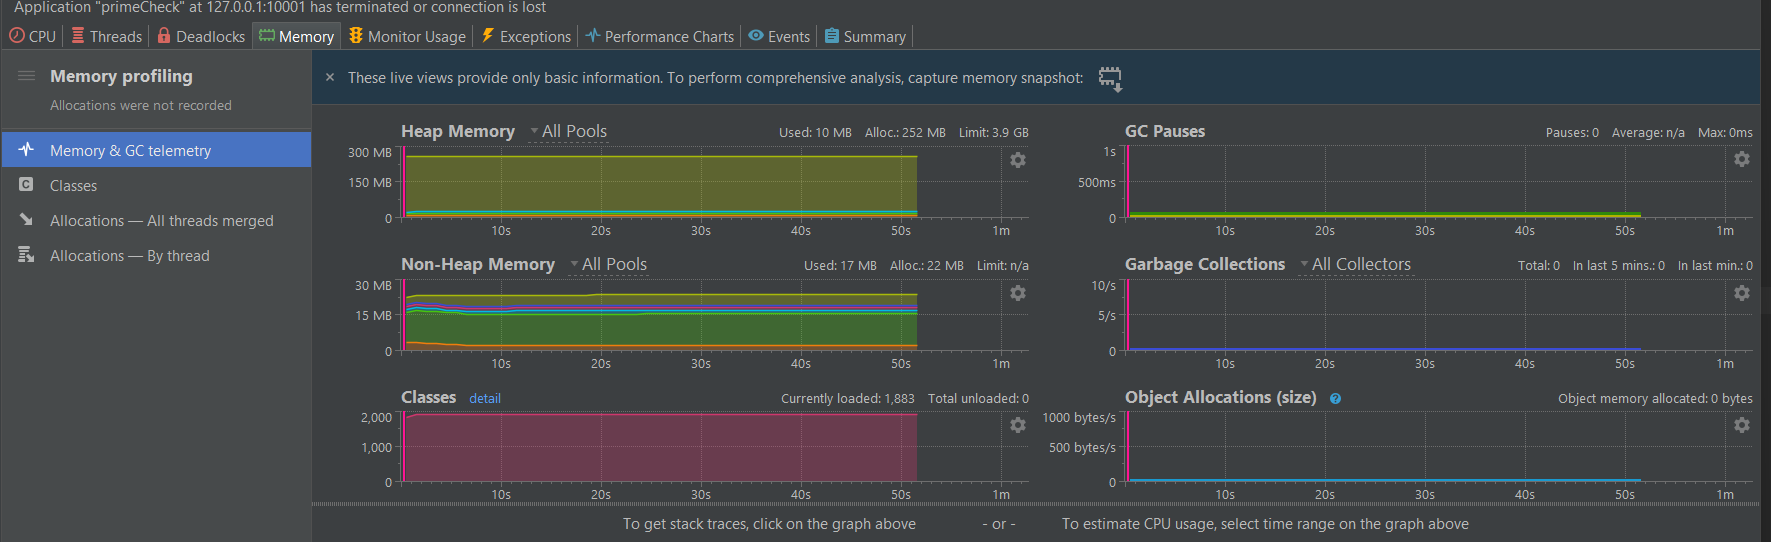 Application "primeCheck" at 127.0.0.1:10001 has terminated or connection is lost
CPU Threads Deadlocks Memory Monitor Usage Exceptions Performance Charts Events Summary
Memory profiling
Allocations were not recorded
Memory & GC telemetry
C Classes
Allocations — All threads merged
Allocations — By thread
× These live views provide only basic information. To perform comprehensive analysis, capture memory snapshot:
Heap Memory All Pools Used: 10 MB Alloc.: 252 MB Limit: 3.9 GB
300 MB
150 MB
0
10s 20s 30s 40s 50s 1m
GC Pauses Pauses: 0 Average: n/a Max: 0ms
1s
500ms
0
10s 20s 30s 40s 50s 1m
Non-Heap Memory All Pools Used: 17 MB Alloc.: 22 MB Limit: n/a
30 MB
15 MB
0
10s 20s 30s 40s 50s 1m
Garbage Collections All Collectors Total: 0 In last 5 mins.: 0 In last min.: 0
10/s
5/s
0
10s 20s 30s 40s 50s 1m
Classes detail Currently loaded: 1,883 Total unloaded: 0
2,000
1,000
0
10s 20s 30s 40s 50s 1m
Object Allocations (size) ? Object memory allocated: 0 bytes
1000 bytes/s
500 bytes/s
0
10s 20s 30s 40s 50s 1m
To get stack traces, click on the graph above - or - To estimate CPU usage, select time range on the graph above